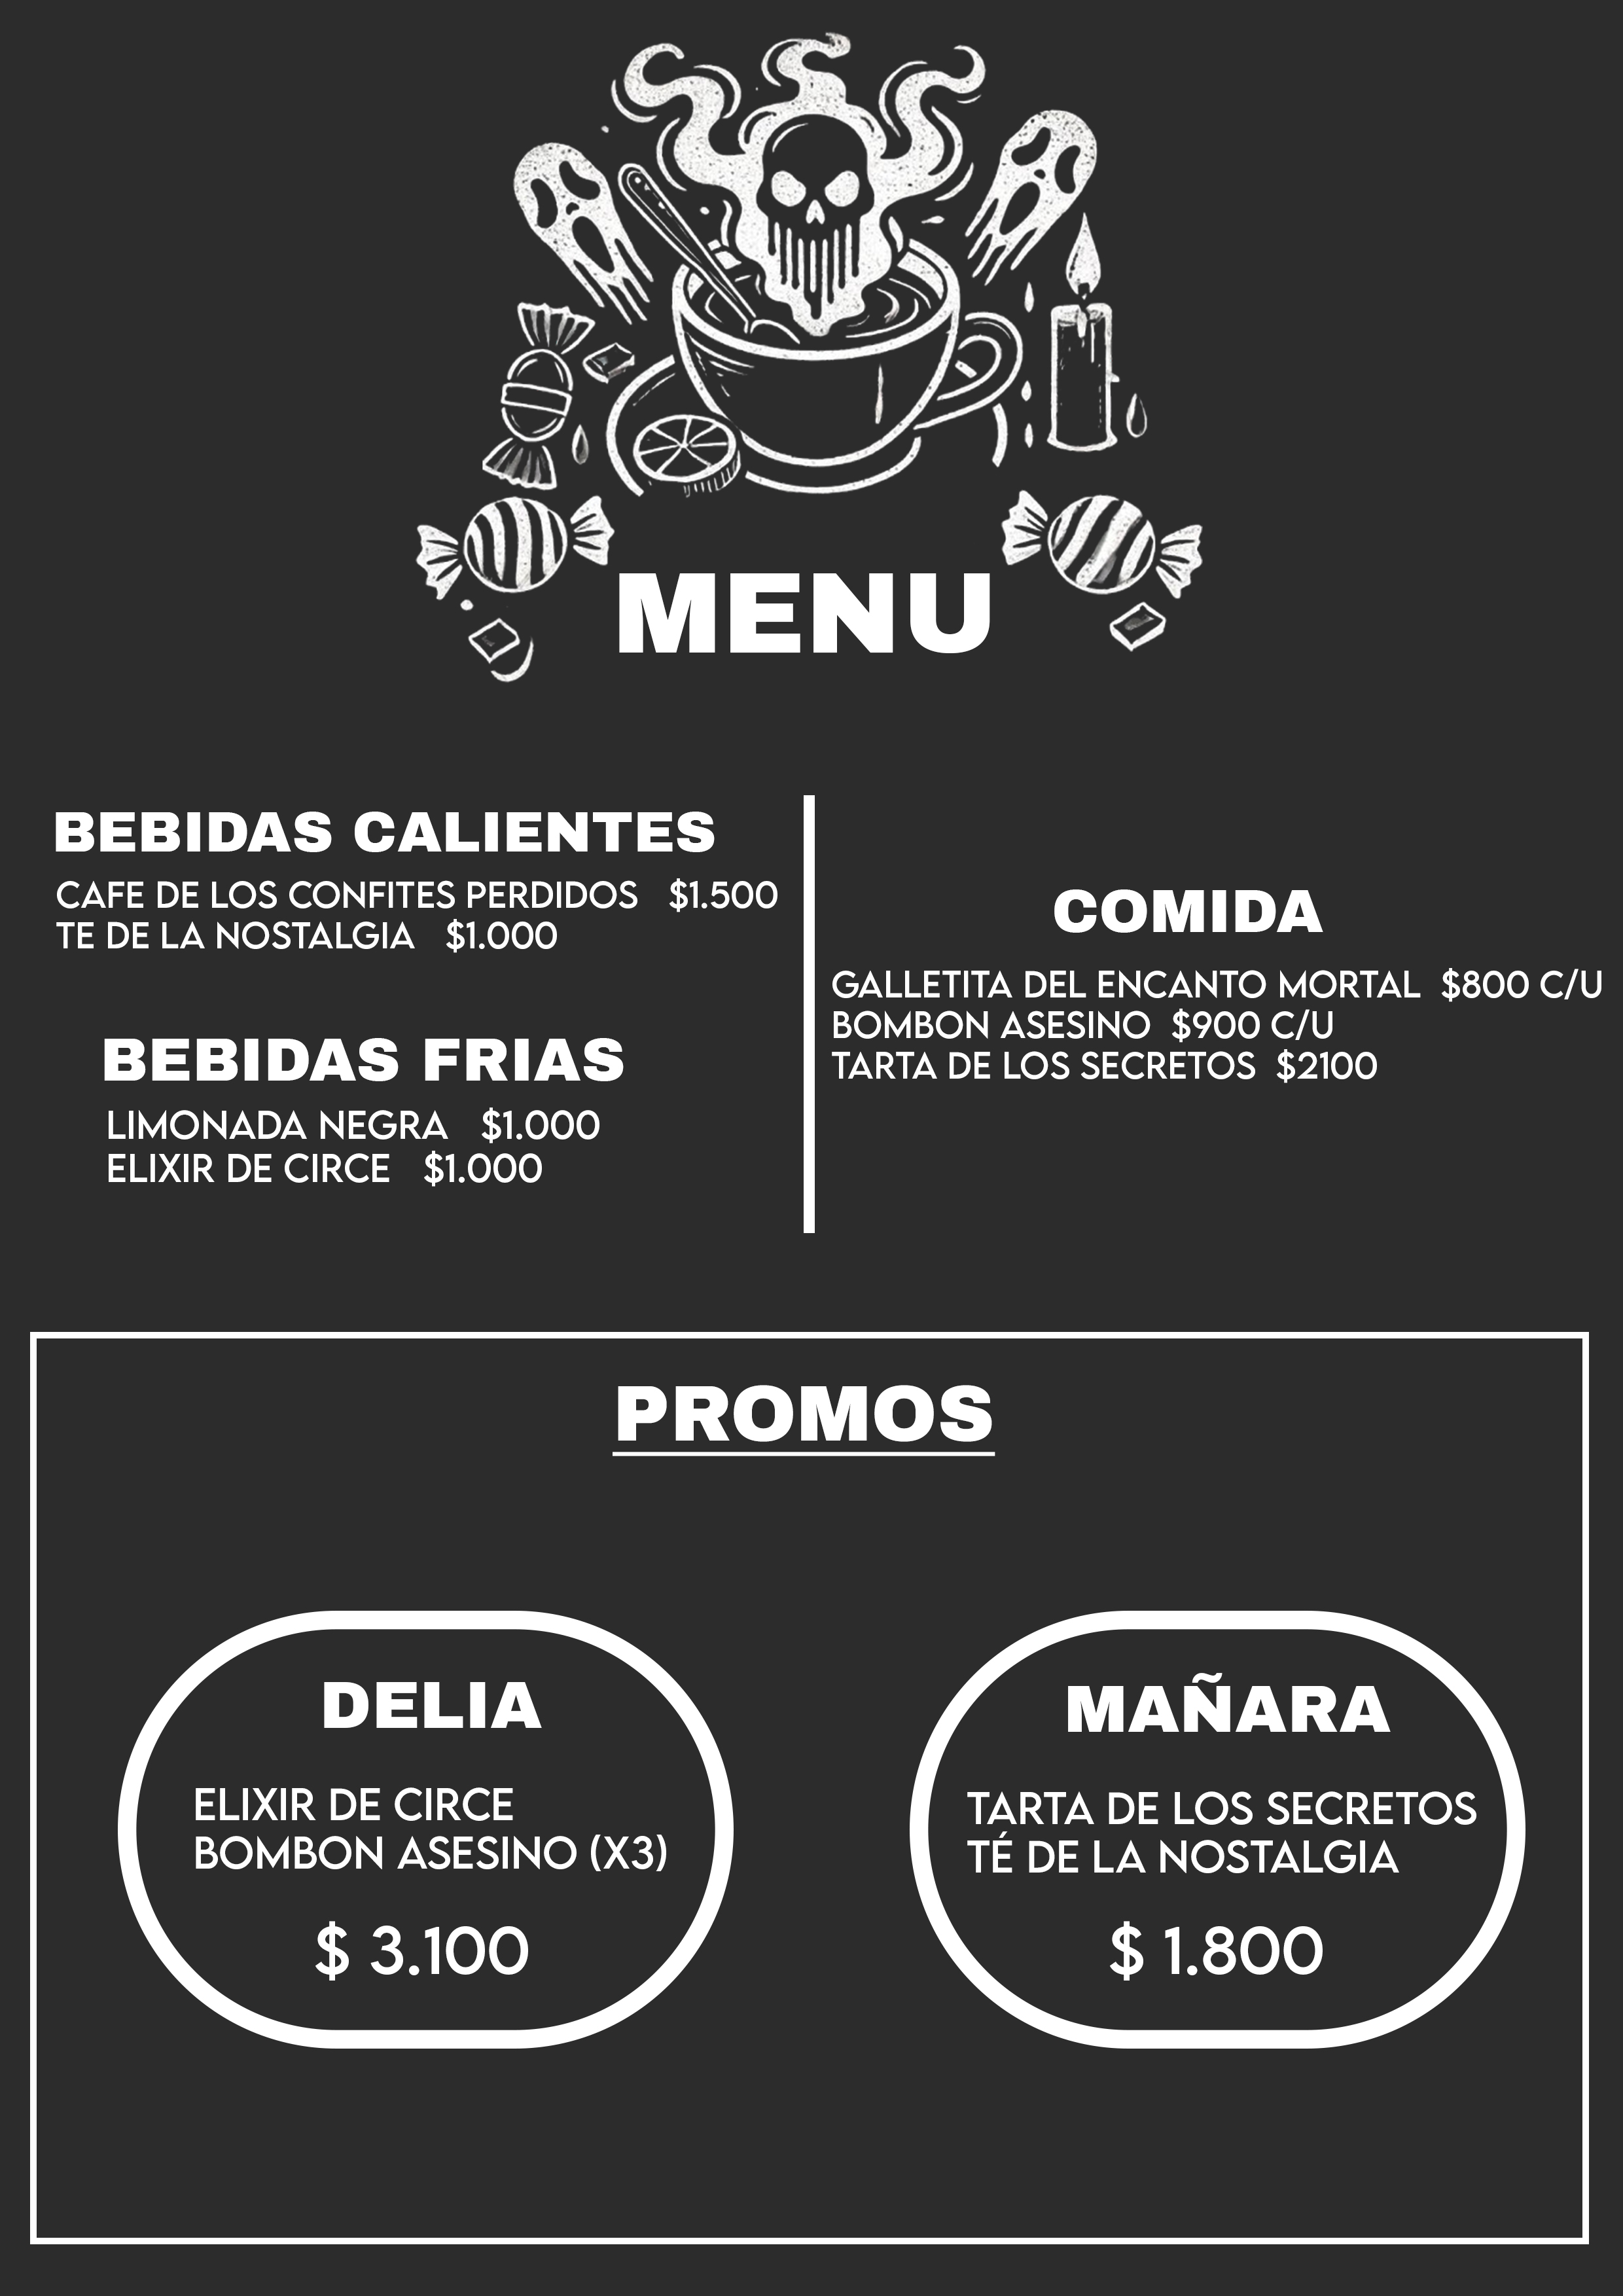 MENU
BEBIDAS CALIENTES
CAFE DE LOS CONFITES PERDIDOS $1.500
TE DE LA NOSTALGIA $1.000
BEBIDAS FRIAS
LIMONADA NEGRA $1.000
ELIXIR DE CIRCE $1.000
COMIDA
GALLETITA DEL ENCANTO MORTAL $800 C/U
BOMBON ASESINO $900 C/U
TARTA DE LOS SECRETOS $2100
PROMOS
DELIA
ELIXIR DE CIRCE
BOMBON ASESINO (X3)
$ 3.100
MAÑARA
TARTA DE LOS SECRETOS
TÉ DE LA NOSTALGIA
$ 1.800